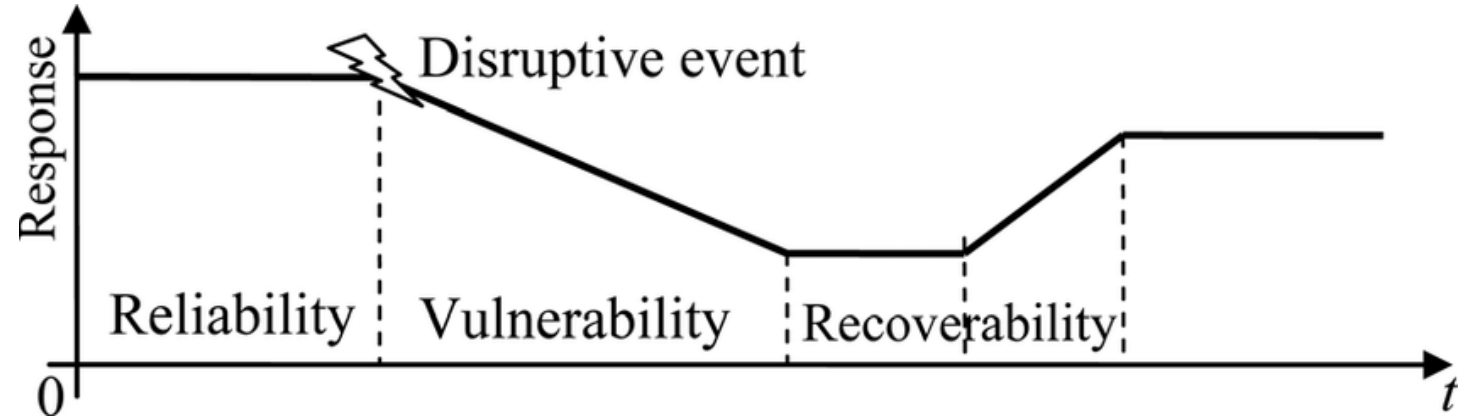 Response
Disruptive event
Reliability
Vulnerability
Recoverability
0
t